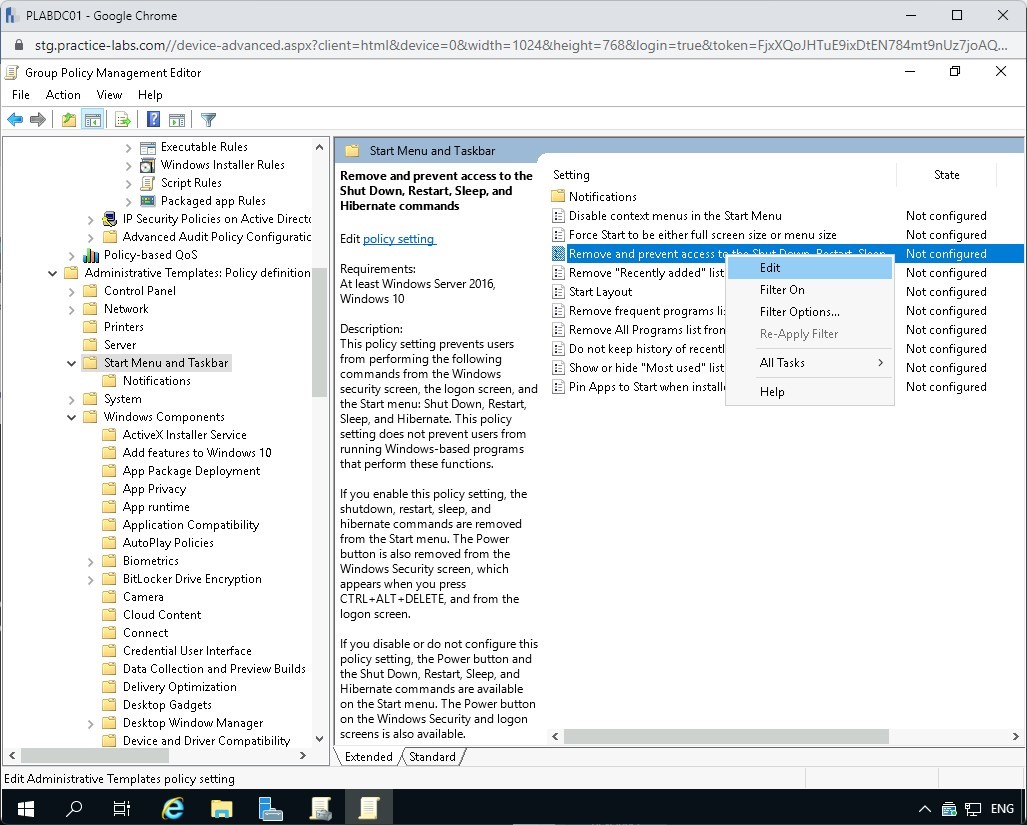 PLABDC01 - Google Chrome
stg.practice-labs.com//device-advanced.aspx?client=html&device=0&width=1024&height=768&login=true&token=FjxXQoJHTuE9ixDtEN784mt9nUz7joAQ...
Group Policy Management Editor
File Action View Help
Executable Rules
Windows Installer Rules
Script Rules
Packaged app Rules
IP Security Policies on Active Directo
Advanced Audit Policy Configuratic
Policy-based QoS
Administrative Templates: Policy definition
Control Panel
Network
Printers
Server
Start Menu and Taskbar
Notifications
System
Windows Components
ActiveX Installer Service
Add features to Windows 10
App Package Deployment
App Privacy
App runtime
Application Compatibility
AutoPlay Policies
Biometrics
BitLocker Drive Encryption
Camera
Cloud Content
Connect
Credential User Interface
Data Collection and Preview Builds
Delivery Optimization
Desktop Gadgets
Desktop Window Manager
Device and Driver Compatibility
Start Menu and Taskbar
Remove and prevent access to the
Shut Down, Restart, Sleep, and
Hibernate commands
Edit policy setting
Requirements:
At least Windows Server 2016,
Windows 10
Description:
This policy setting prevents users
from performing the following
commands from the Windows
security screen, the logon screen, and
the Start menu: Shut Down, Restart,
Sleep, and Hibernate. This policy
setting does not prevent users from
running Windows-based programs
that perform these functions.
If you enable this policy setting, the
shutdown, restart, sleep, and
hibernate commands are removed
from the Start menu. The Power
button is also removed from the
Windows Security screen, which
appears when you press
CTRL+ALT+DELETE, and from the
logon screen.
If you disable or do not configure this
policy setting, the Power button and
the Shut Down, Restart, Sleep, and
Hibernate commands are available
on the Start menu. The Power button
on the Windows Security and logon
screens is also available.
Setting State
Notifications
Disable context menus in the Start Menu Not configured
Force Start to be either full screen size or menu size Not configured
Remove and prevent access to the Shut Down, Restart, Sleep, Not configured
Remove "Recently added" list Not configured
Start Layout Not configured
Remove frequent programs lis Not configured
Remove All Programs list from Not configured
Do not keep history of recentl Not configured
Show or hide "Most used" list Not configured
Pin Apps to Start when installe Not configured
Edit
Filter On
Filter Options...
Re-Apply Filter
All Tasks
Help
Extended Standard
Edit Administrative Templates policy setting
ENG